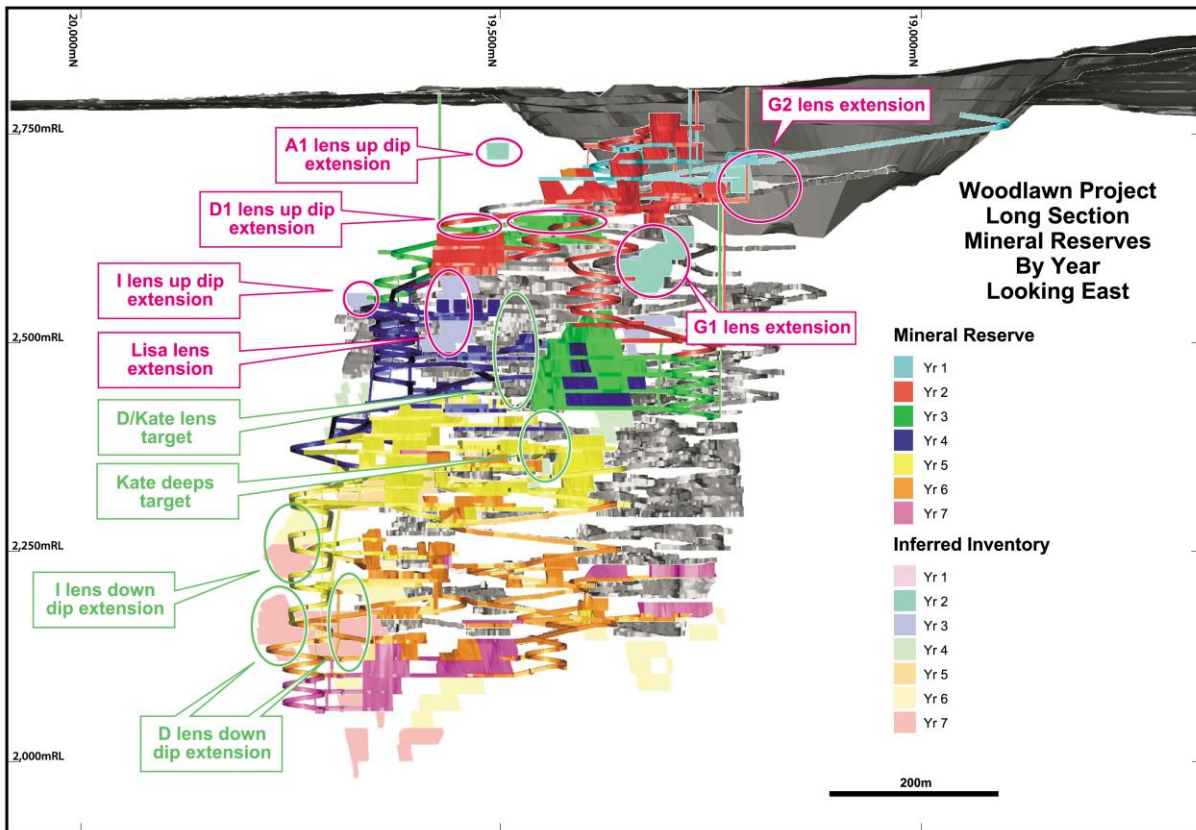 20,000mN
19,500mN
19,000mN
2,750mRL
2,500mRL
2,250mRL
2,000mRL
G2 lens extension
A1 lens up dip
extension
D1 lens up dip
extension
I lens up dip
extension
Lisa lens
extension
G1 lens extension
D/Kate lens
target
Kate deeps
target
I lens down
dip extension
D lens down
dip extension
Woodlawn Project
Long Section
Mineral Reserves
By Year
Looking East
Mineral Reserve
Yr 1
Yr 2
Yr 3
Yr 4
Yr 5
Yr 6
Yr 7
Inferred Inventory
Yr 1
Yr 2
Yr 3
Yr 4
Yr 5
Yr 6
Yr 7
200m